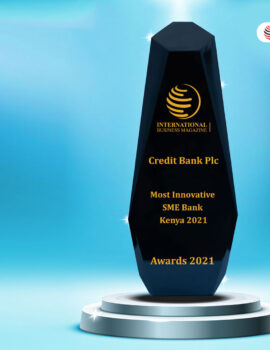 INTERNATIONAL
BUSINESS MAGAZINE
Credit Bank Plc
Most Innovative
SME Bank
Kenya 2021
Awards 2021